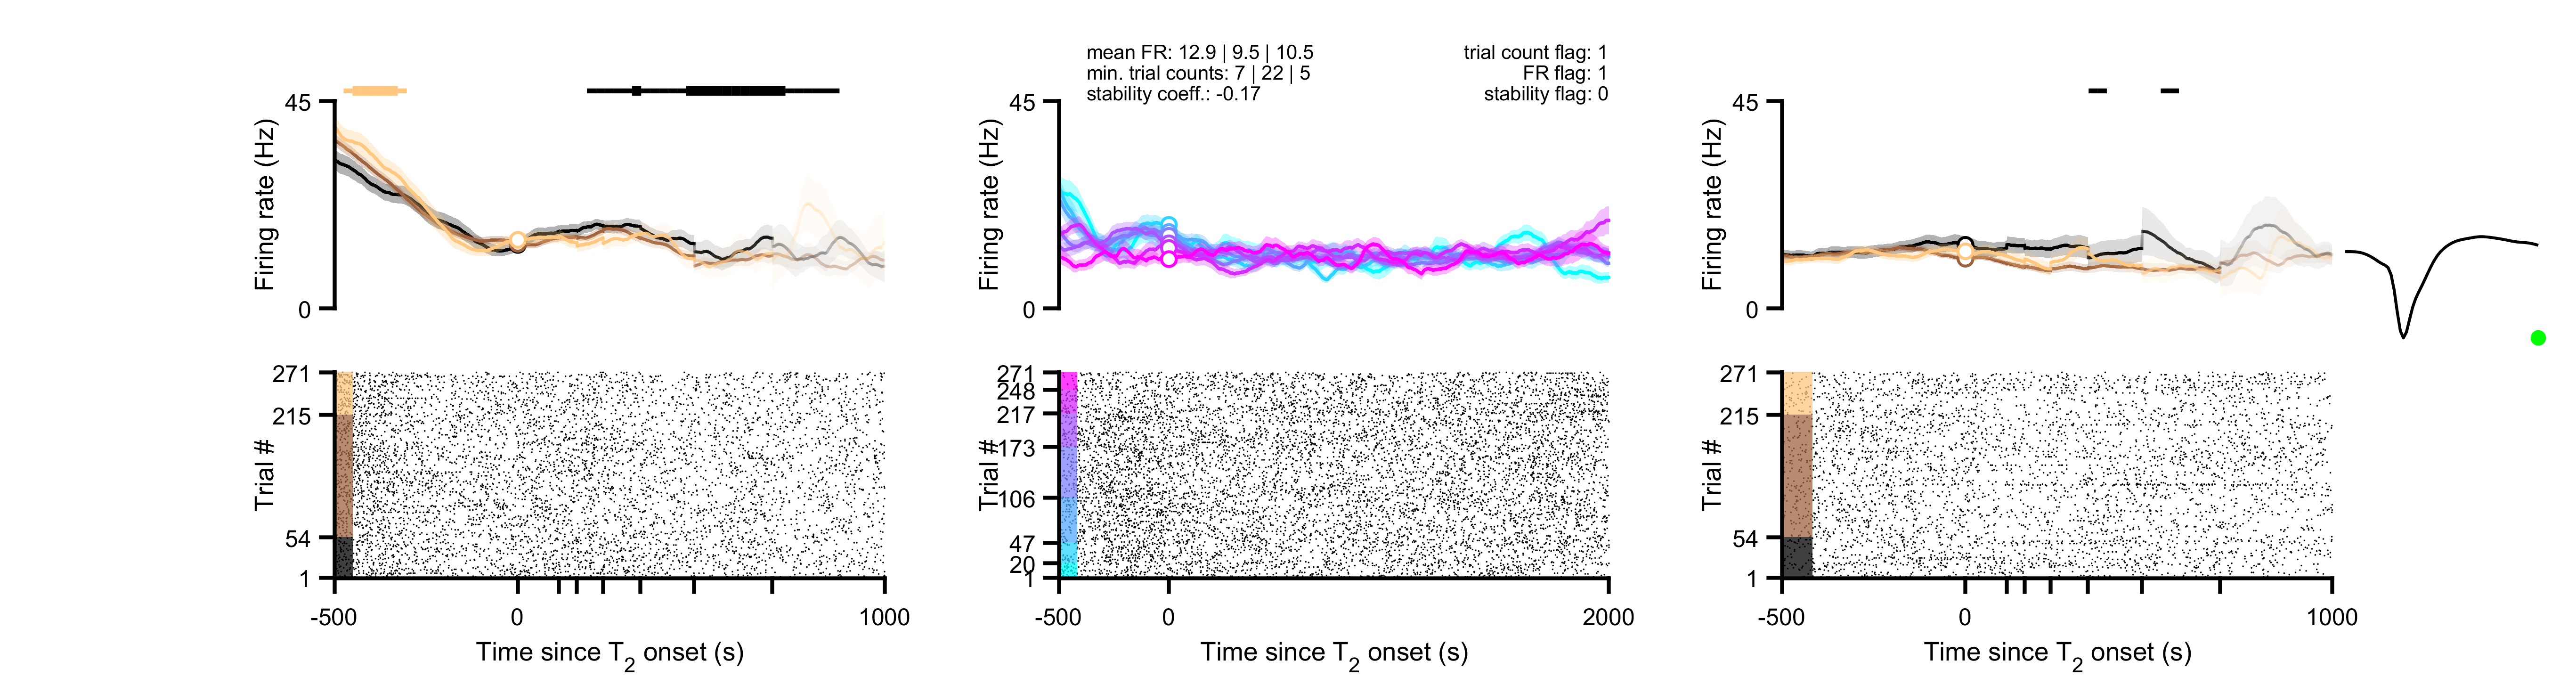 mean FR: 12.9 | 9.5 | 10.5
min. trial counts: 7 | 22 | 5
stability coeff.: -0.17
trial count flag: 1
FR flag: 1
stability flag: 0
45
Firing rate (Hz)
0
45
Firing rate (Hz)
0
45
Firing rate (Hz)
0
271
215
Trial #
54
1
-500
0
1000
Time since T2 onset (s)
271
248
217
173
Trial #
106
47
20
1
-500
0
2000
Time since T2 onset (s)
271
215
Trial #
54
1
-500
0
1000
Time since T2 onset (s)